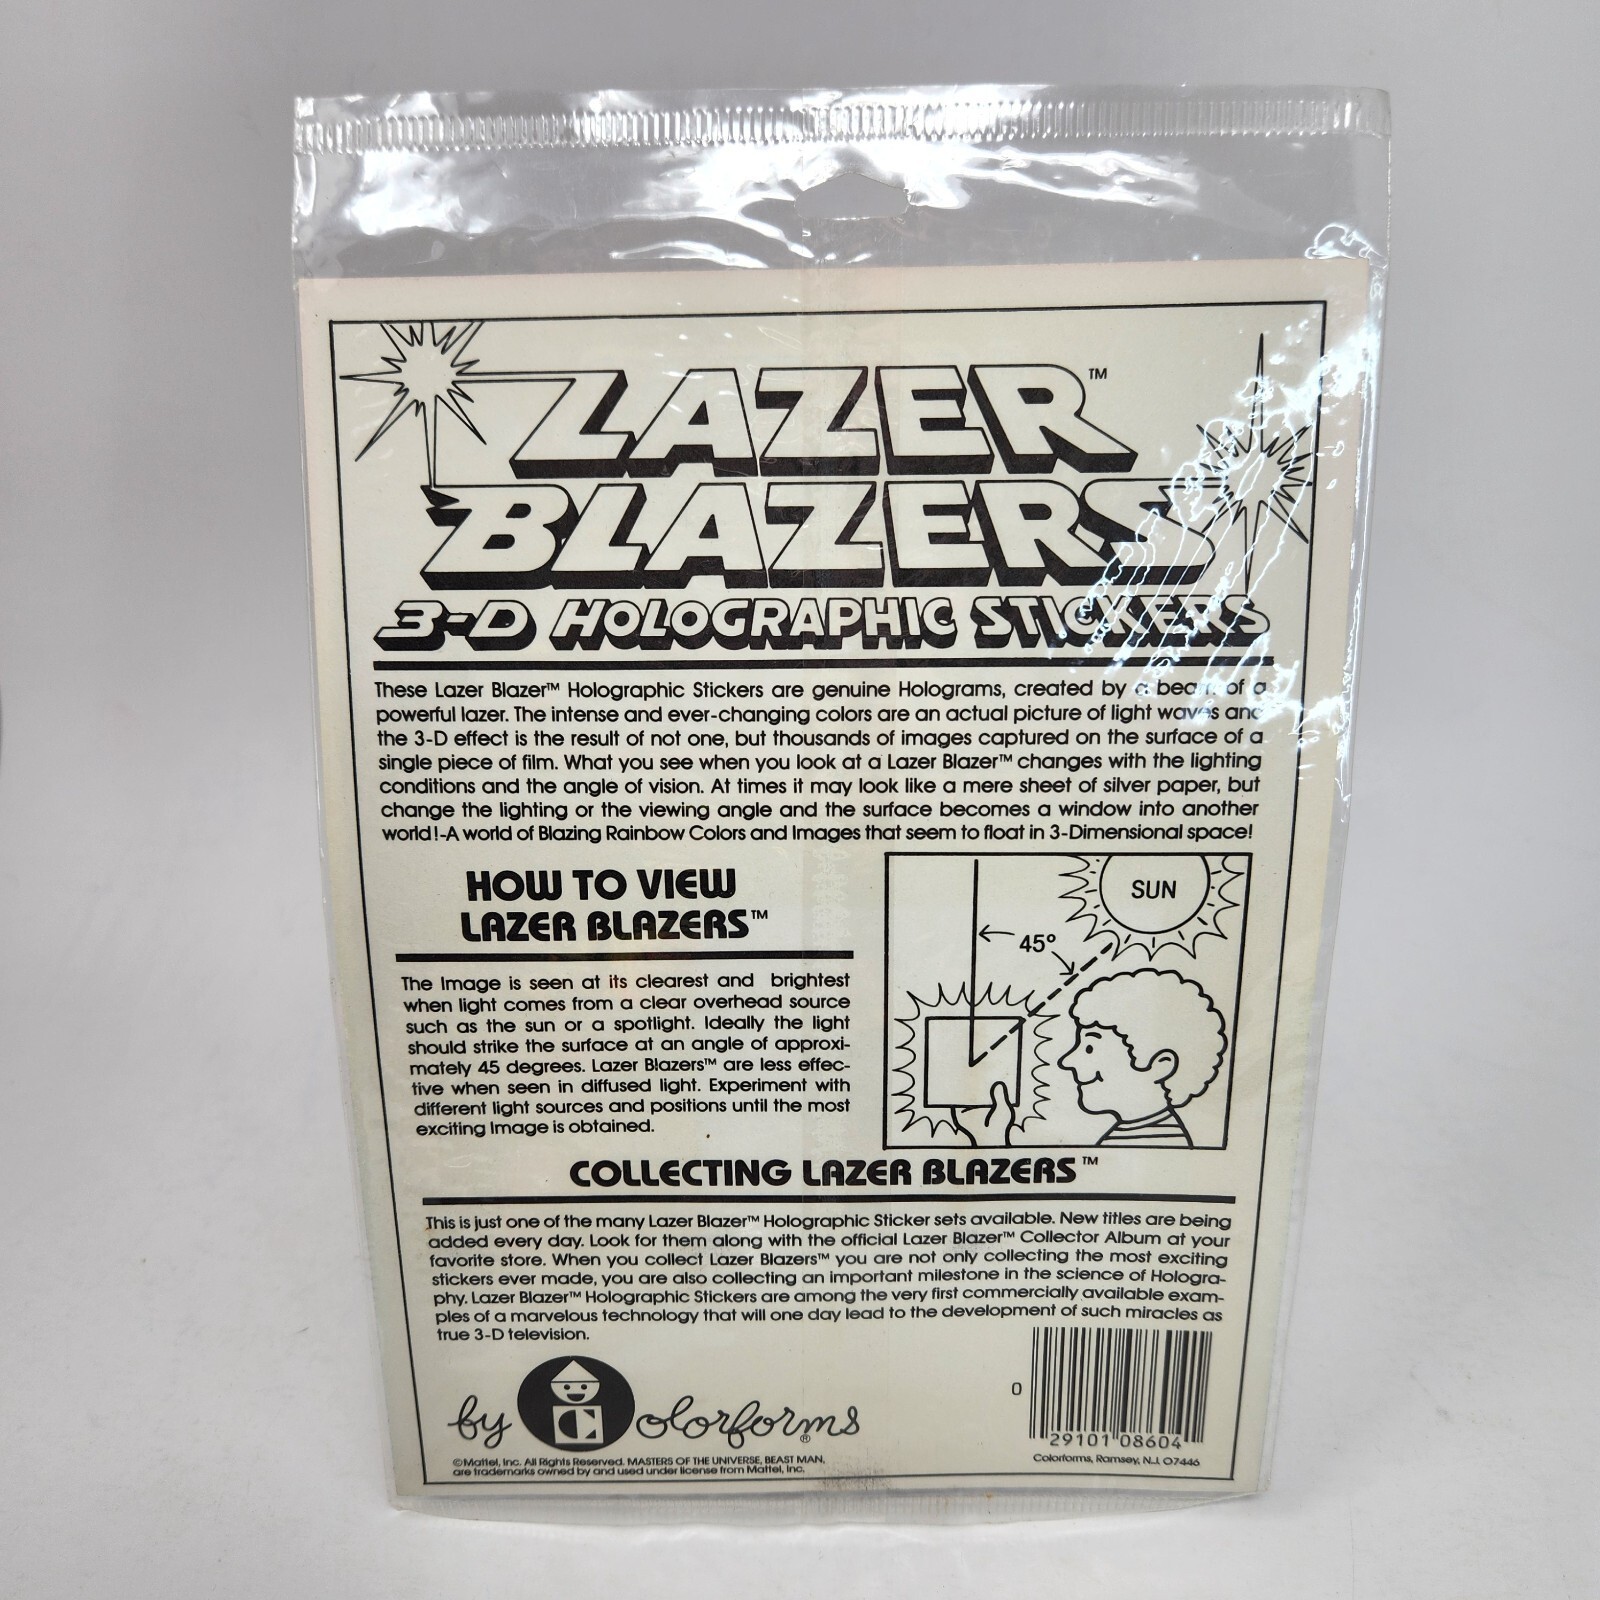 LAZER™
BLAZERS
3-D HOLOGRAPHIC STICKERS
These Lazer Blazer™ Holographic Stickers are genuine Holograms, created by a beam of a
powerful lazer. The intense and ever-changing colors are an actual picture of light waves and
the 3-D effect is the result of not one, but thousands of images captured on the surface of a
single piece of film. What you see when you look at a Lazer Blazer™ changes with the lighting
conditions and the angle of vision. At times it may look like a mere sheet of silver paper, but
change the lighting or the viewing angle and the surface becomes a window into another
world!-A world of Blazing Rainbow Colors and Images that seem to float in 3-Dimensional space!
HOW TO VIEW
LAZER BLAZERS™
The Image is seen at its clearest and brightest
when light comes from a clear overhead source
such as the sun or a spotlight. Ideally the light
should strike the surface at an angle of approxi-
mately 45 degrees. Lazer Blazers™ are less effec-
tive when seen in diffused light. Experiment with
different light sources and positions until the most
exciting Image is obtained.
SUN
45°
COLLECTING LAZER BLAZERS™
This is just one of the many Lazer Blazer™ Holographic Sticker sets available. New titles are being
added every day. Look for them along with the official Lazer Blazer™ Collector Album at your
favorite store. When you collect Lazer Blazers™ you are not only collecting the most exciting
stickers ever made, you are also collecting an important milestone in the science of Hologra-
phy. Lazer Blazer™ Holographic Stickers are among the very first commercially available exam-
ples of a marvelous technology that will one day lead to the development of such miracles as
true 3-D television.
by Colorforms®
©Mattel, Inc. All Rights Reserved. MASTERS OF THE UNIVERSE, BEAST MAN,
are trademarks owned by and used under license from Mattel, Inc.
0 29101 08604
Colorforms, Ramsey, N.J. 07446